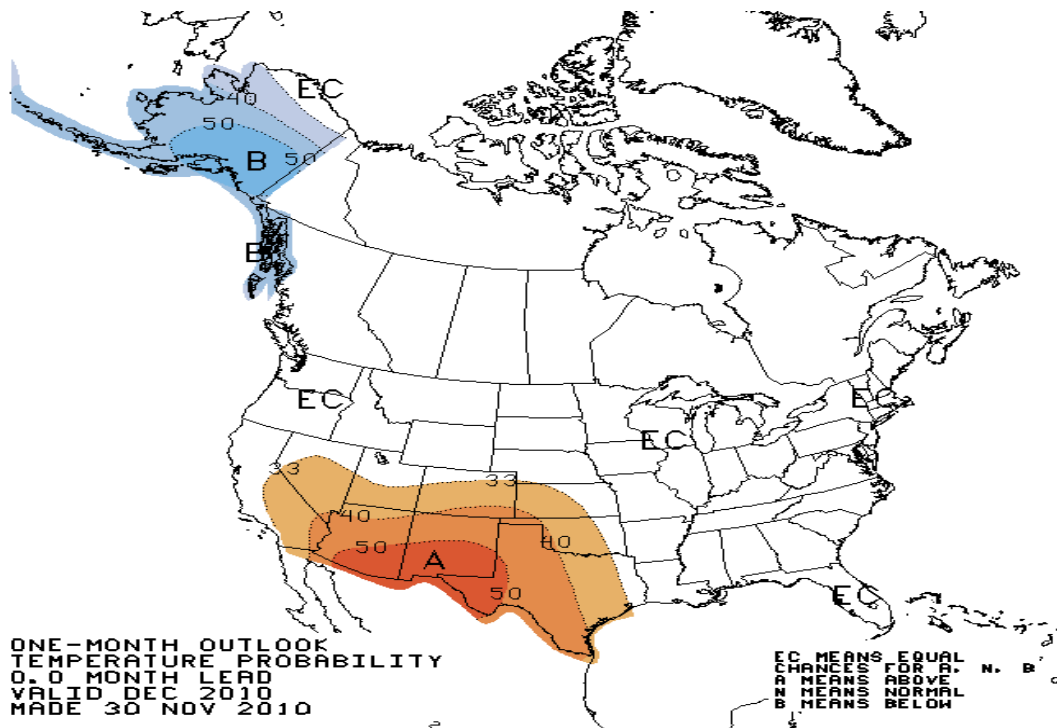 EC
40
50
B
50
B
EC
EC
EC
33
33
40
40
50
A
50
EC
ONE-MONTH OUTLOOK
TEMPERATURE PROBABILITY
0.0 MONTH LEAD
VALID DEC 2010
MADE 30 NOV 2010
EC MEANS EQUAL
CHANCES FOR A, N, B
A MEANS ABOVE
N MEANS NORMAL
B MEANS BELOW